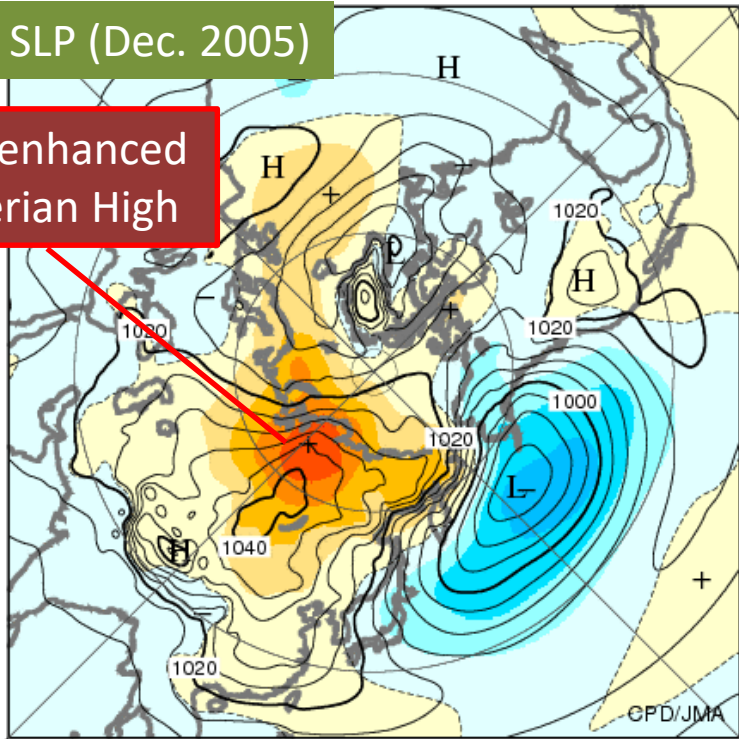 SLP (Dec. 2005)
H
enhanced
H
+
erian High
1020
H
+
1020
1020
1000
1020
+
L
H
1040
+
1020
CPD/JMA